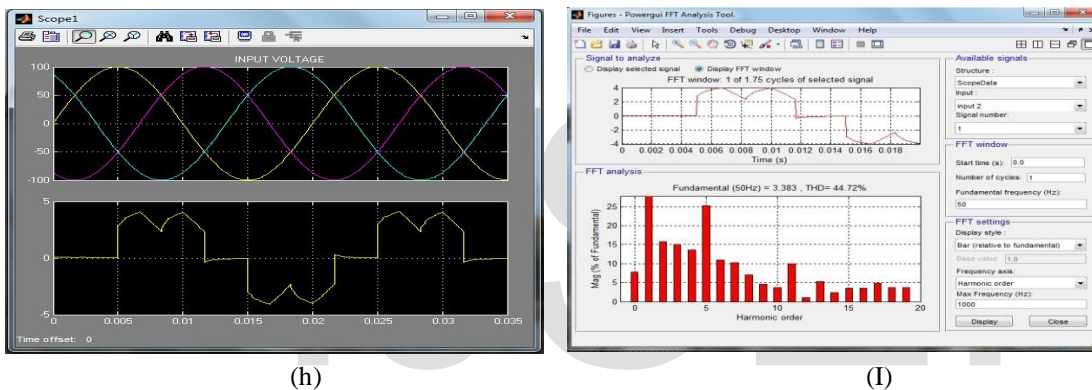 Scope1
INPUT VOLTAGE
100
50
0
-50
-100
5
0
-5
0 0.005 0.01 0.015 0.02 0.025 0.03 0.035
Time offset: 0
(h)
Figures - Powergui FFT Analysis Tool.
File Edit View Insert Tools Debug Desktop Window Help
Signal to analyze
Display selected signal Display FFT window
FFT window: 1 of 1.75 cycles of selected signal
4
2
0
-2
-4
0 0.002 0.004 0.006 0.008 0.01 0.012 0.014 0.016 0.018
Time (s)
FFT analysis
Fundamental (50Hz) = 3.383 , THD= 44.72%
Mag (% of Fundamental)
25
20
15
10
5
0
0 5 10 15 20
Harmonic order
Available signals
Structure :
ScopeData
Input :
Input 2
Signal number:
1
FFT window
Start time (s): 0.0
Number of cycles: 1
Fundamental frequency (Hz):
50
FFT settings
Display style :
Bar (relative to fundamental)
Base value: 1.0
Frequency axis:
Harmonic order
Max Frequency (Hz):
1000
Display Close
(I)